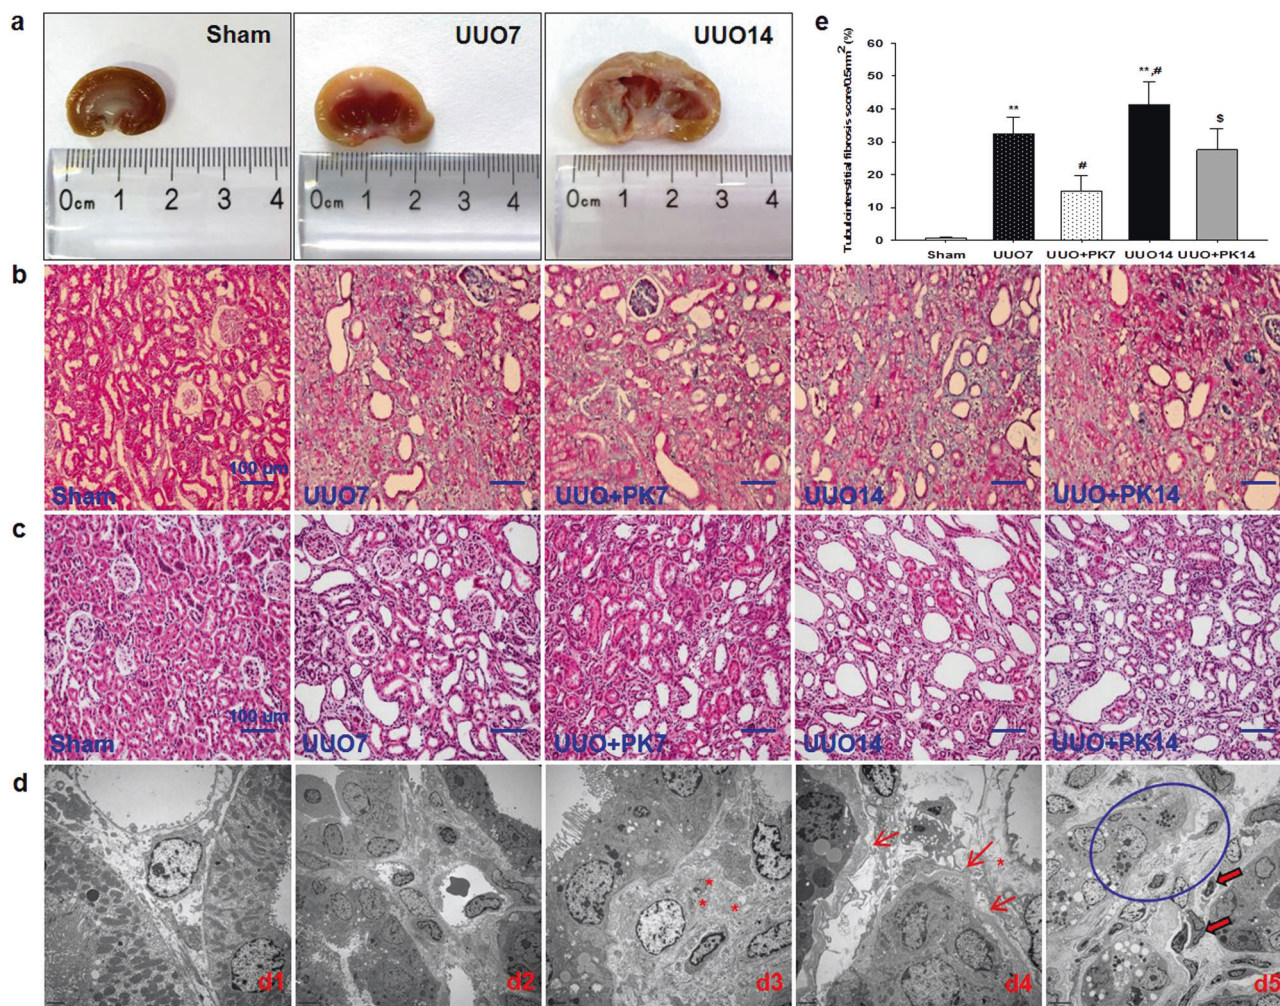 a
Sham
0cm 1 2 3 4
UUO7
0cm 1 2 3 4
UUO14
0cm 1 2 3 4
e
Tubulointerstitial fibrosis score/0.5mm2 (%)
60
50
40
30
20
10
0
**
#
**,#
$
Sham UUO7 UUO+PK7 UUO14 UUO+PK14
b
100 µm
Sham
UUO7
UUO+PK7
UUO14
UUO+PK14
c
100 µm
Sham
UUO7
UUO+PK7
UUO14
UUO+PK14
d
d1
d2
*
* *
d3
*
d4
d5